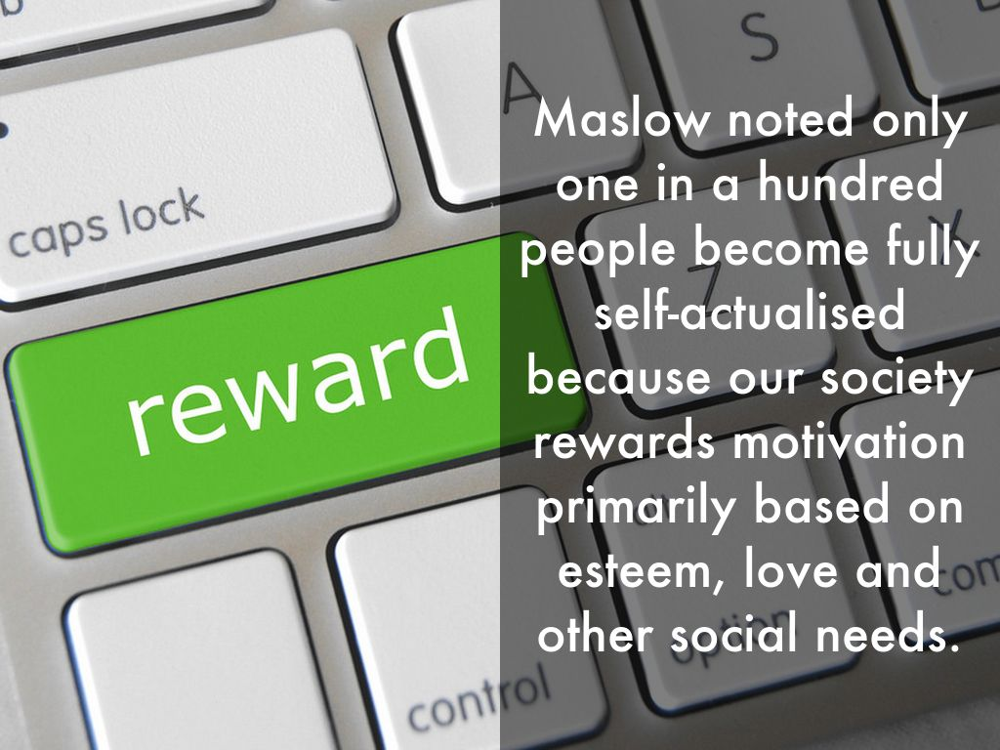 b
A
S
caps lock
Maslow noted only
one in a hundred
people become fully
self-actualised
because our society
rewards motivation
primarily based on
esteem, love and
other social needs.
reward
Z
X
alt
control
option
com